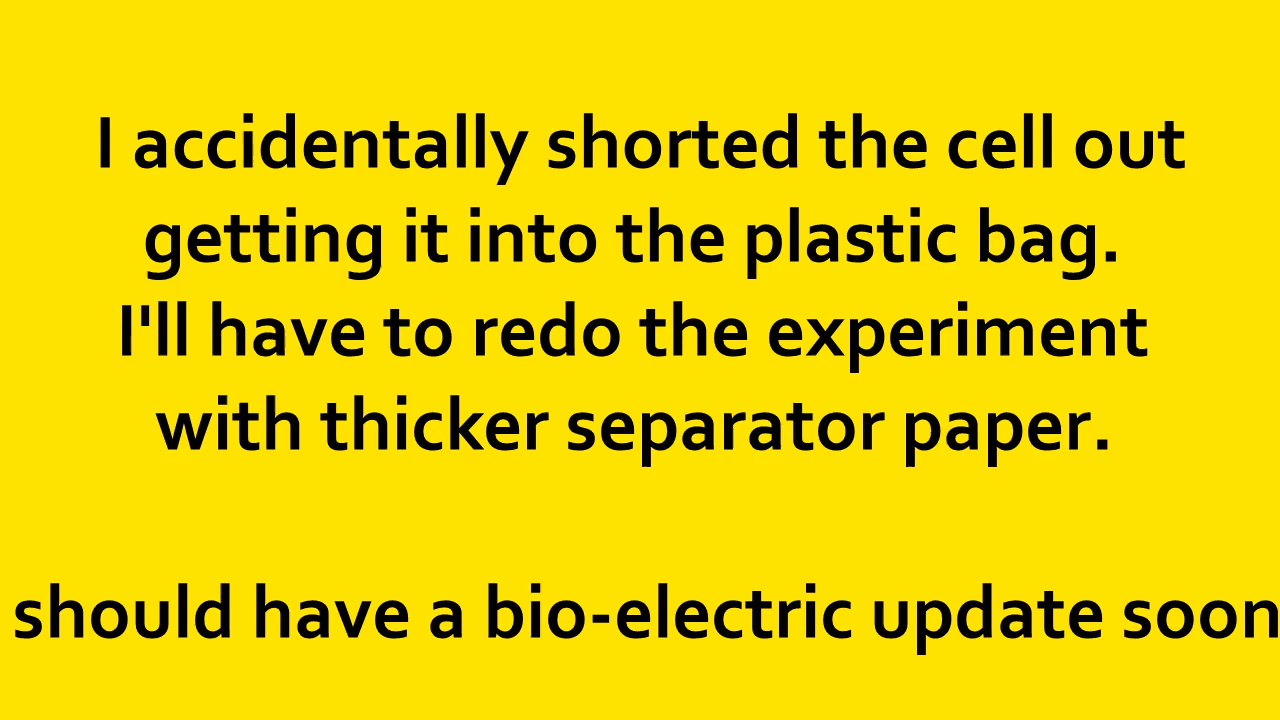 I accidentally shorted the cell out
getting it into the plastic bag.
I'll have to redo the experiment
with thicker separator paper.
should have a bio-electric update soon